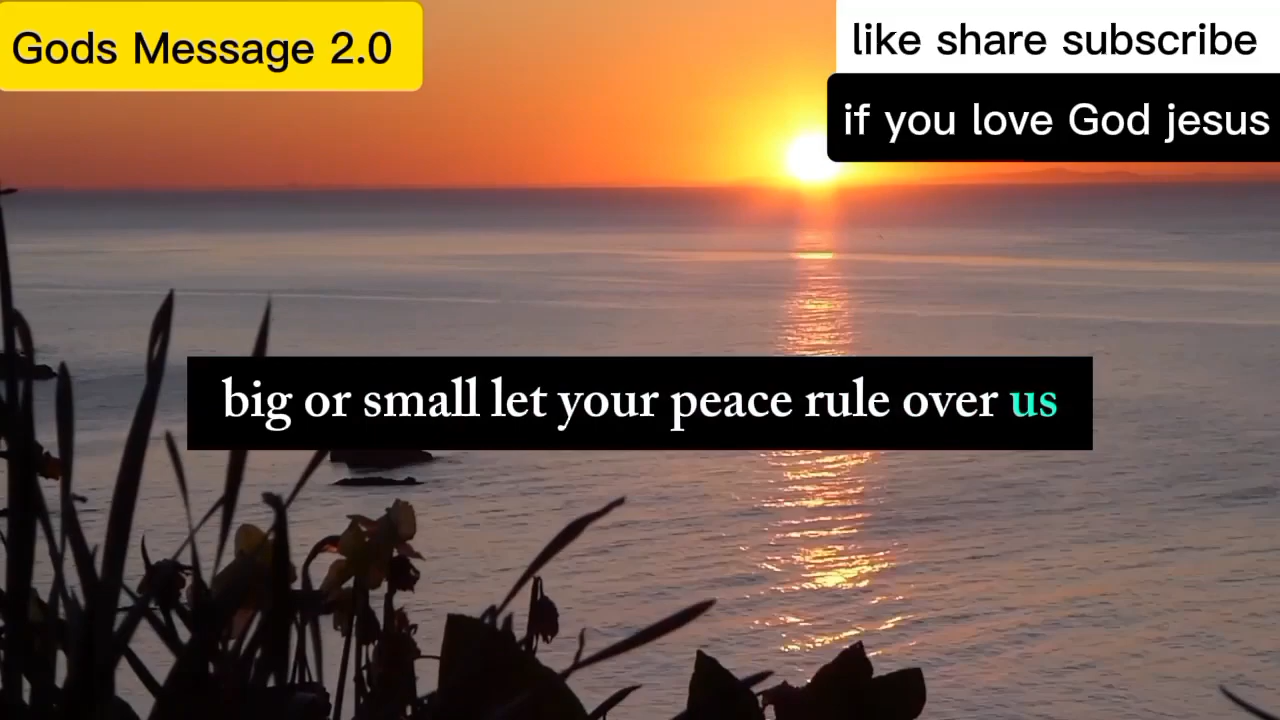 Gods Message 2.0
like share subscribe
if you love God jesus
big or small let your peace rule over us